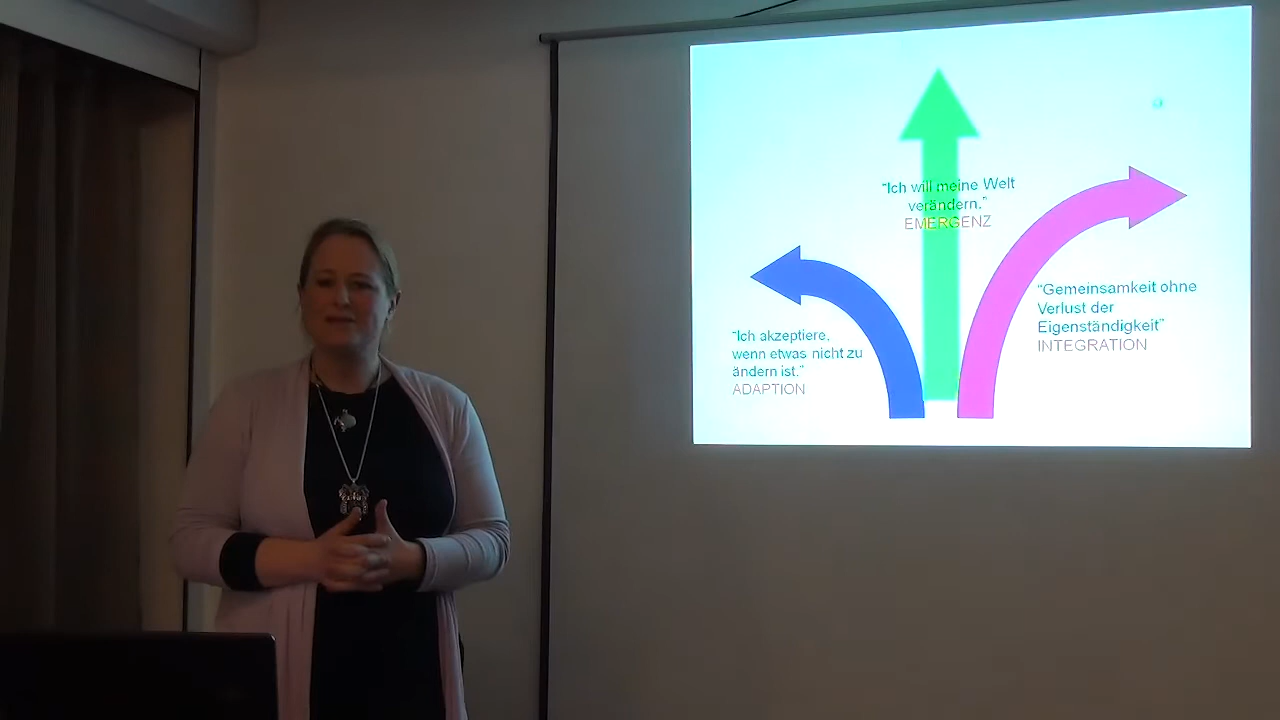 "Ich will meine Welt
verändern."
EMERGENZ
"Gemeinsamkeit ohne
Verlust der
Eigenständigkeit"
INTEGRATION
"Ich akzeptiere,
wenn etwas nicht zu
ändern ist."
ADAPTION